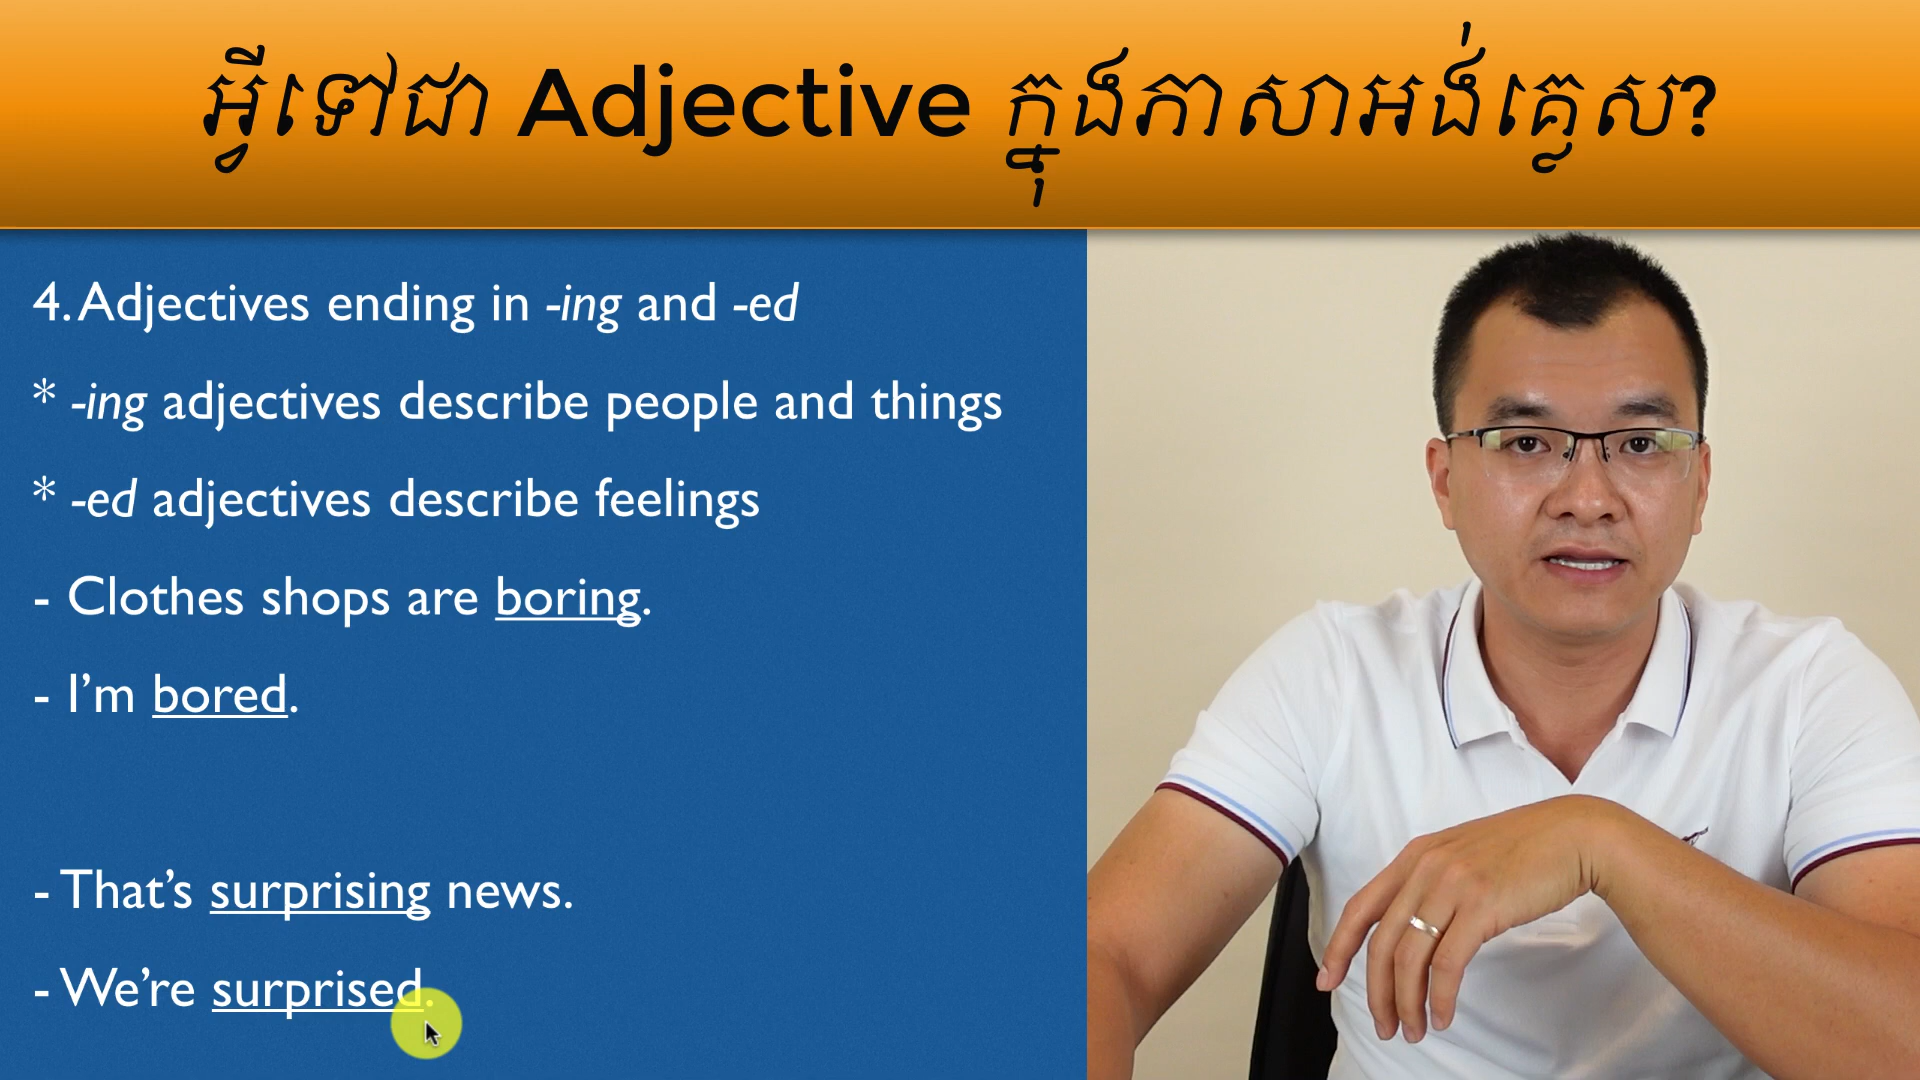 អ្វីទៅជា Adjective ក្នុងភាសាអង់គ្លេស?
4. Adjectives ending in -ing and -ed
* -ing adjectives describe people and things
* -ed adjectives describe feelings
- Clothes shops are boring.
- I’m bored.
- That’s surprising news.
- We’re surprised.